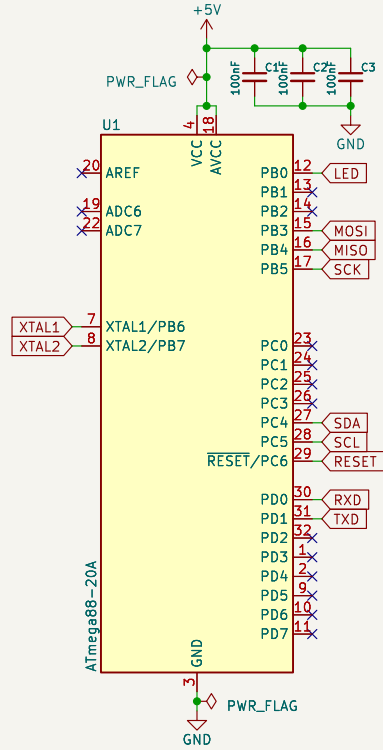 +5V
PWR_FLAG
100nF
C1
100nF
C2
100nF
C3
GND
U1
4
VCC
18
AVCC
20 AREF
19 ADC6
22 ADC7
PB0 12 LED
PB1 13
PB2 14
PB3 15 MOSI
PB4 16 MISO
PB5 17 SCK
XTAL1 7 XTAL1/PB6
XTAL2 8 XTAL2/PB7
PC0 23
PC1 24
PC2 25
PC3 26
PC4 27 SDA
PC5 28 SCL
RESET/PC6 29 RESET
PD0 30 RXD
PD1 31 TXD
PD2 32
PD3 1
PD4 2
PD5 9
PD6 10
PD7 11
ATmega88-20A
GND
3
PWR_FLAG
GND